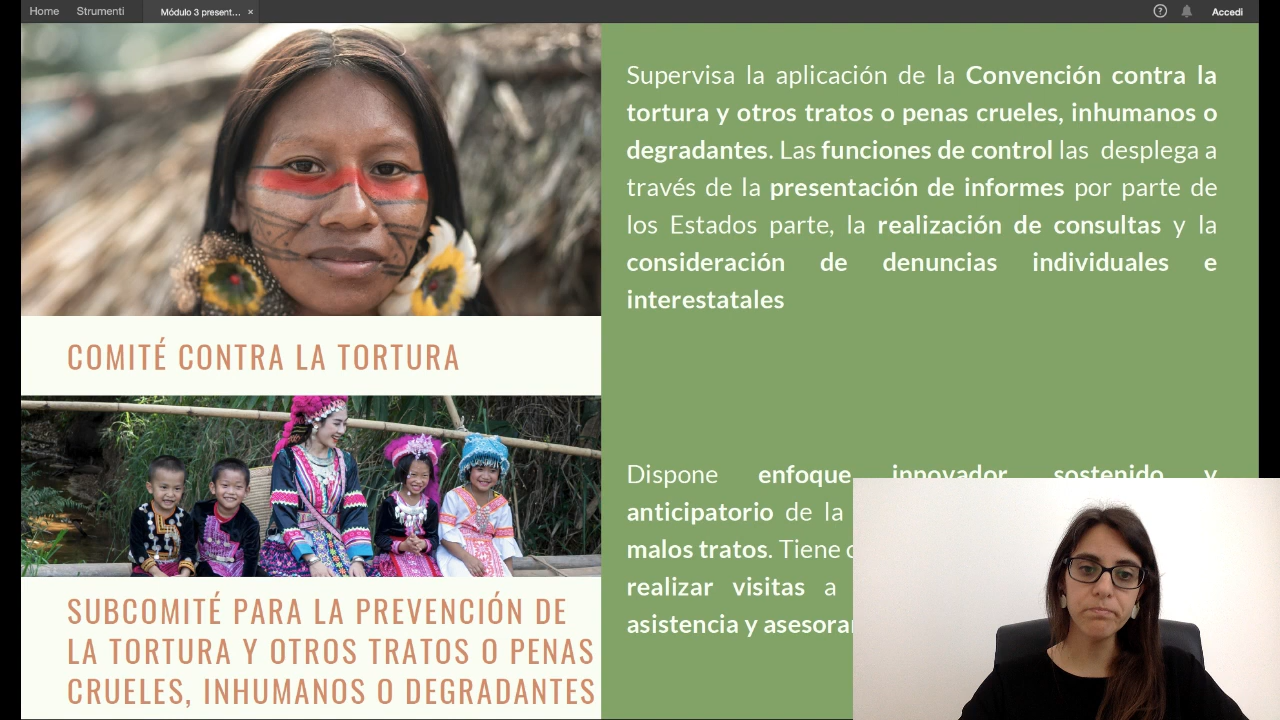 Home Strumenti Módulo 3 present... × ? Accedi
Supervisa la aplicación de la Convención contra la
tortura y otros tratos o penas crueles, inhumanos o
degradantes. Las funciones de control las desplega a
través de la presentación de informes por parte de
los Estados parte, la realización de consultas y la
consideración de denuncias individuales e
interestatales
COMITÉ CONTRA LA TORTURA
Dispone enfoque innovador sostenido y
anticipatorio de la
malos tratos. Tiene
realizar visitas a
asistencia y
SUBCOMITÉ PARA LA PREVENCIÓN DE
LA TORTURA Y OTROS TRATOS O PENAS
CRUELES, INHUMANOS O DEGRADANTES